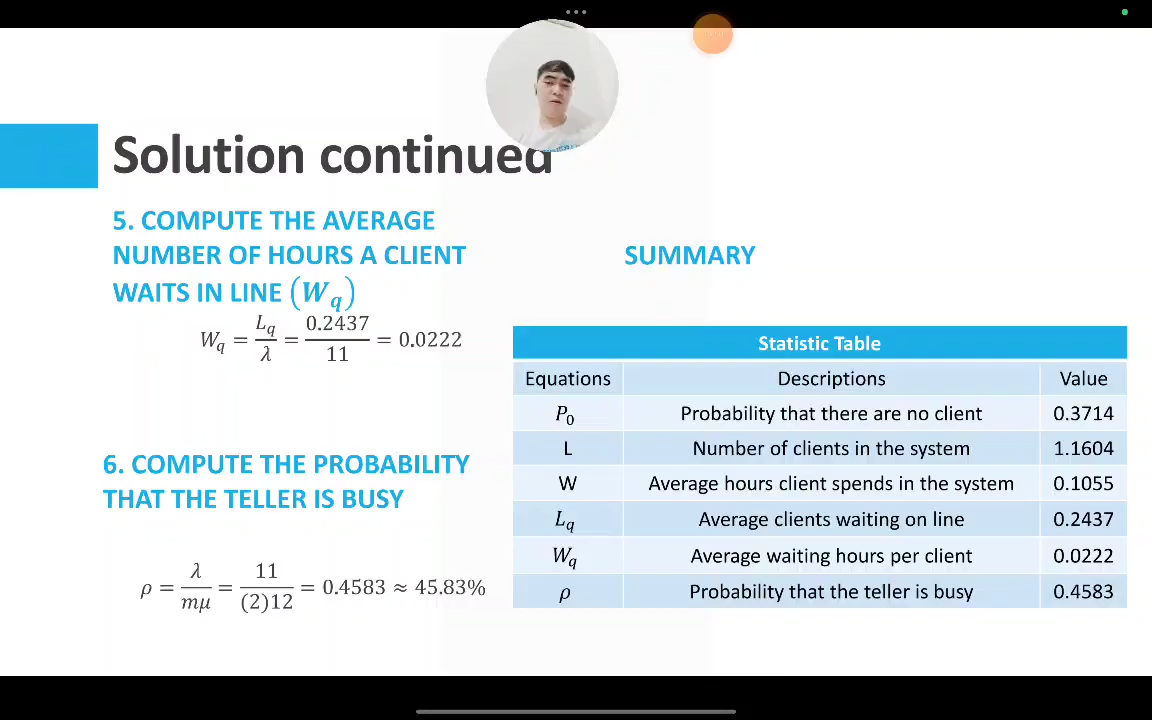 Solution continued
5. COMPUTE THE AVERAGE
NUMBER OF HOURS A CLIENT
WAITS IN LINE (W_q)
W_q = L_q/λ = 0.2437/11 = 0.0222
6. COMPUTE THE PROBABILITY
THAT THE TELLER IS BUSY
ρ = λ/mμ = 11/(2)12 = 0.4583 ≈ 45.83%
SUMMARY
Statistic Table
Equations Descriptions Value
P_0 Probability that there are no client 0.3714
L Number of clients in the system 1.1604
W Average hours client spends in the system 0.1055
L_q Average clients waiting on line 0.2437
W_q Average waiting hours per client 0.0222
ρ Probability that the teller is busy 0.4583